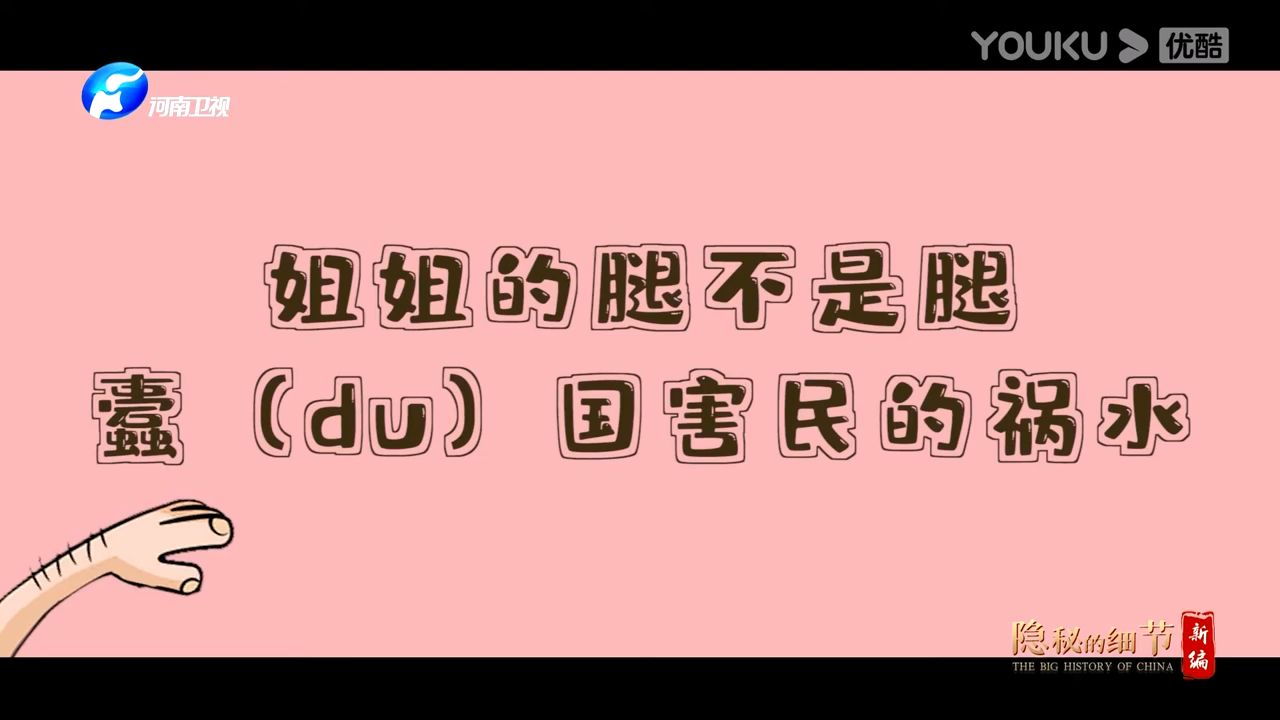 YOUKU 优酷
河南卫视
姐姐的腿不是腿
蠹（du）国害民的祸水
隐秘的细节 新编
THE BIG HISTORY OF CHINA